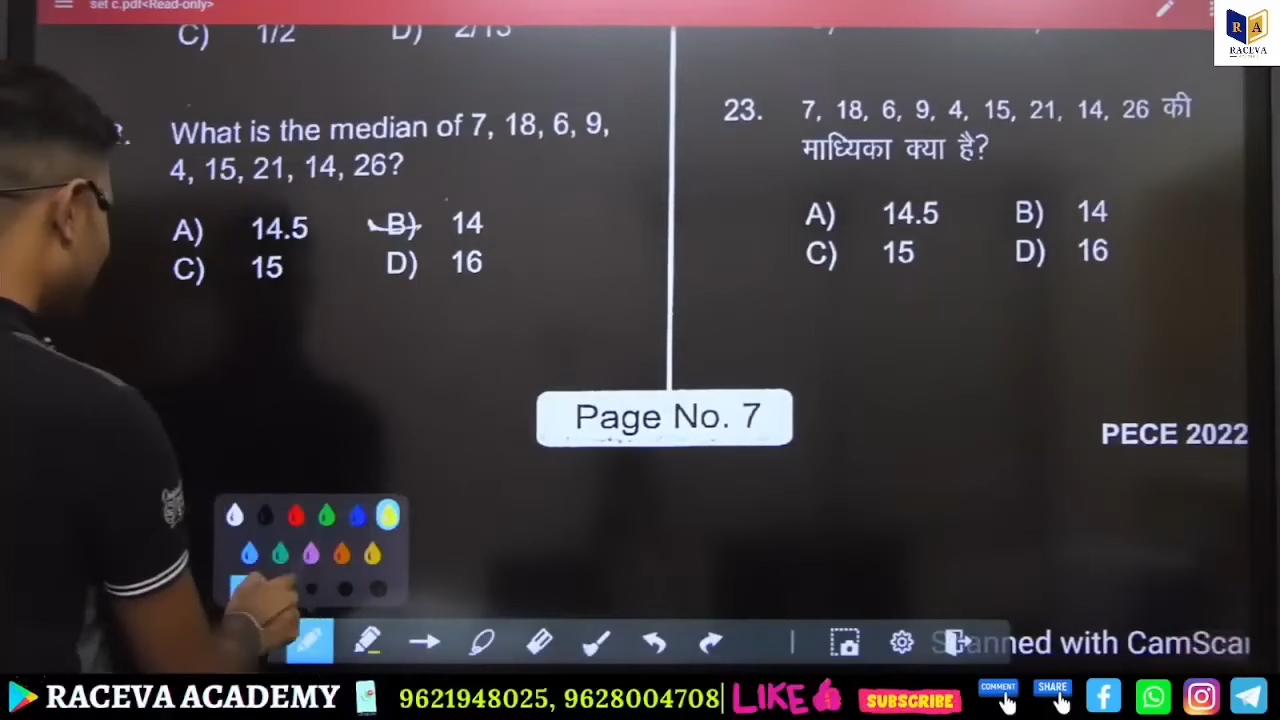 set c.pdf<Read-only>
C) 1/2 D) 2/15
What is the median of 7, 18, 6, 9,
4, 15, 21, 14, 26?
A) 14.5 B) 14
C) 15 D) 16
23. 7, 18, 6, 9, 4, 15, 21, 14, 26 की
माध्यिका क्या है?
A) 14.5 B) 14
C) 15 D) 16
Page No. 7
PECE 2022
nned with CamScar
RA
RACEVA
RACEVA ACADEMY 9621948025, 9628004708 LIKE SUBSCRIBE COMMENT SHARE